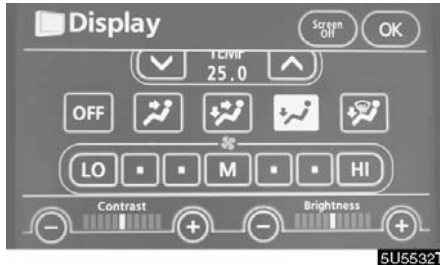 Display
Screen Off
OK
TEMP
25.0
OFF
LO
M
HI
Contrast
Brightness
5U5532T